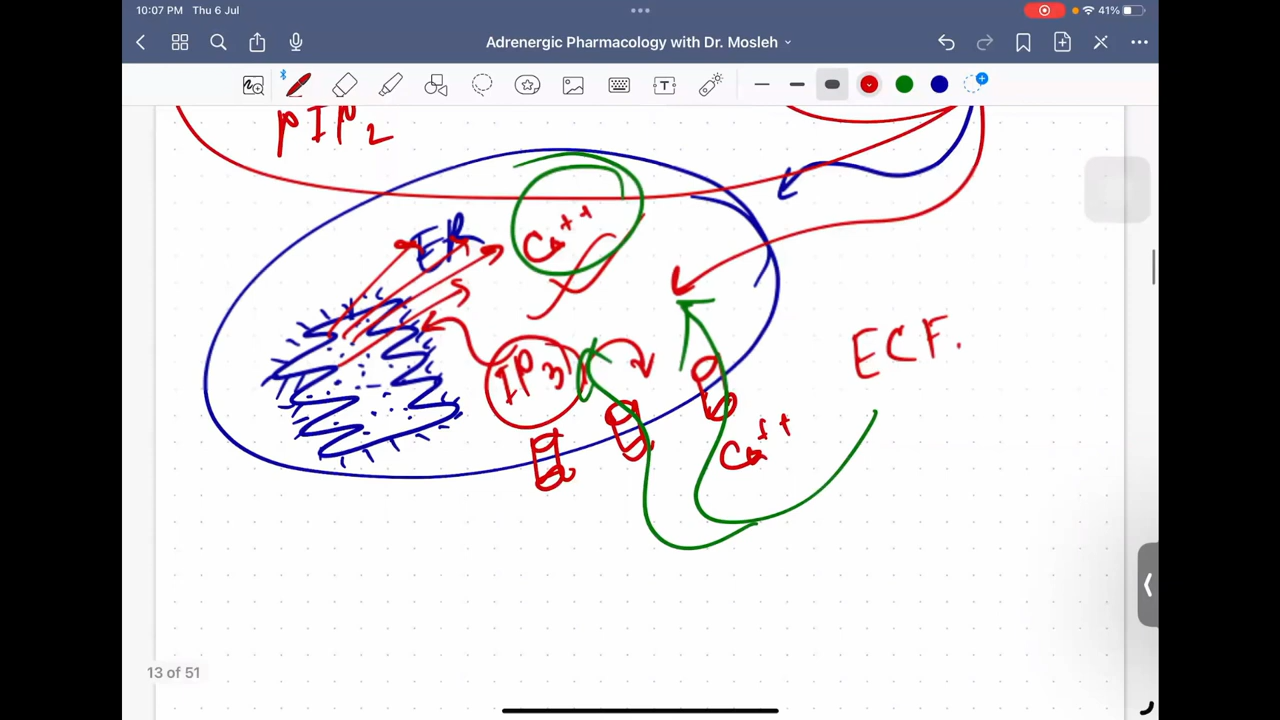 10:07 PM Thu 6 Jul
41%
Adrenergic Pharmacology with Dr. Mosleh
T
PIP2
ER
Ca++
IP3
ECF.
Ca++
13 of 51